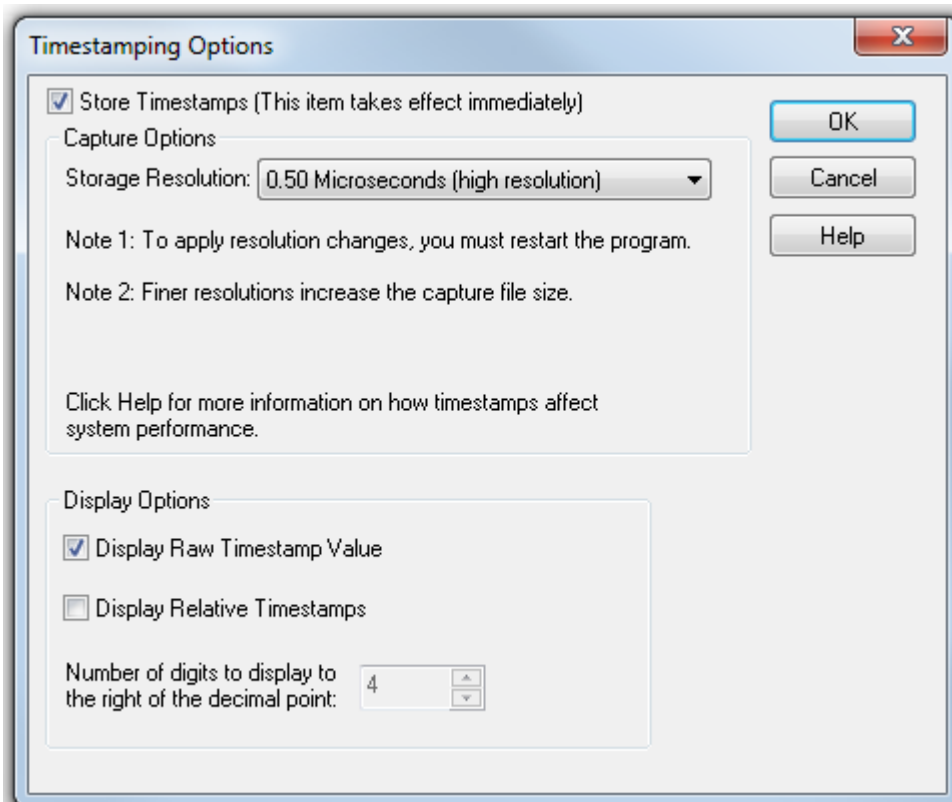 Timestamping Options
Store Timestamps (This item takes effect immediately)
OK
Capture Options
Storage Resolution: 0.50 Microseconds (high resolution)
Cancel
Note 1: To apply resolution changes, you must restart the program.
Help
Note 2: Finer resolutions increase the capture file size.
Click Help for more information on how timestamps affect
system performance.
Display Options
Display Raw Timestamp Value
Display Relative Timestamps
Number of digits to display to
the right of the decimal point: 4